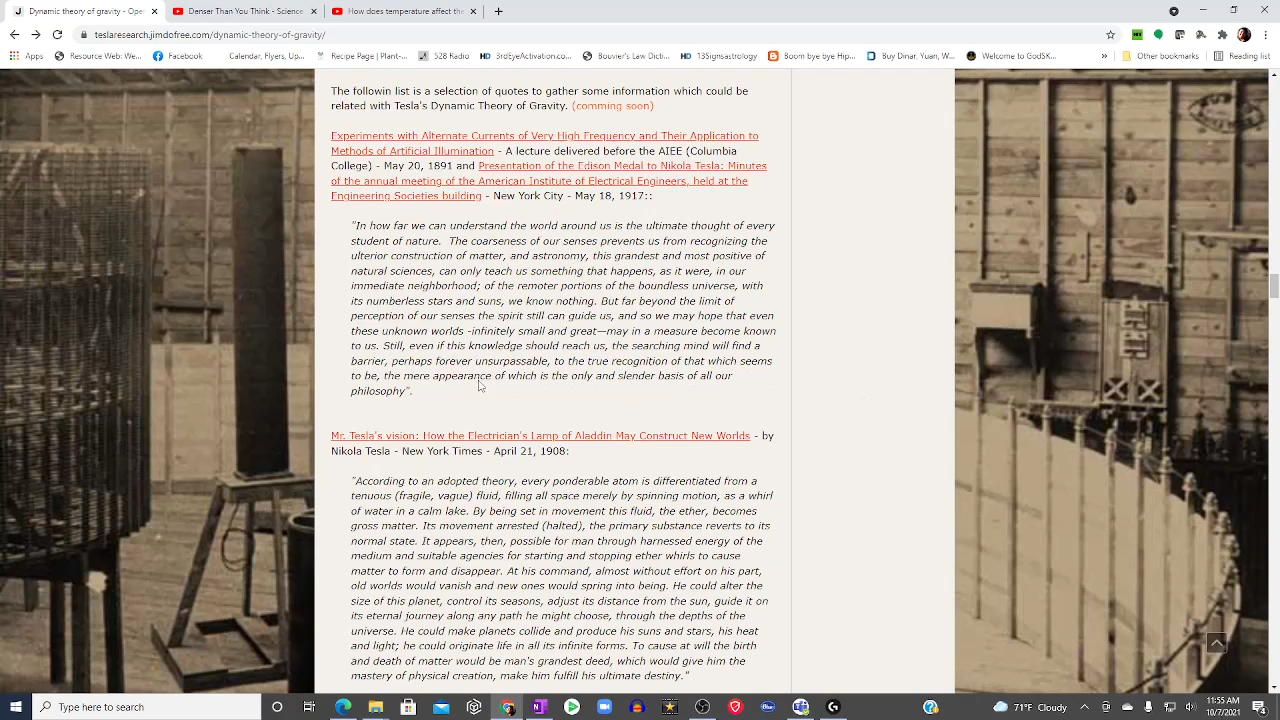 Dynamic theory of gravity - Ope
Denser Than You Think - Science
How does temperature affect the
teslaresearch.jimdofree.com/dynamic-theory-of-gravity/
Apps
Resource Web: New...
Facebook
Calendar, Flyers, Up...
Recipe Page | Plant-...
528 Radio
HD 3rdEyeActivation.co...
Bouvier's Law Dicti...
HD 13Signsastrology
Boom bye bye Hip...
Buy Dinar, Yuan, W...
Welcome to GodSK...
»
Other bookmarks
Reading list
The followin list is a selection of quotes to gather some information which could be
related with Tesla's Dynamic Theory of Gravity. (comming soon)
Experiments with Alternate Currents of Very High Frequency and Their Application to
Methods of Artificial Illumination - A lecture delivered before the AIEE (Columbia
College) - May 20, 1891 and Presentation of the Edison Medal to Nikola Tesla: Minutes
of the annual meeting of the American Institute of Electrical Engineers, held at the
Engineering Societies building - New York City - May 18, 1917::
"In how far we can understand the world around us is the ultimate thought of every
student of nature.  The coarseness of our senses prevents us from recognizing the
ulterior construction of matter, and astronomy, this grandest and most positive of
natural sciences, can only teach us something that happens, as it were, in our
immediate neighborhood; of the remoter portions of the boundless universe, with
its numberless stars and suns, we know nothing. But far beyond the limit of
perception of our senses the spirit still can guide us, and so we may hope that even
these unknown worlds -infinitely small and great—may in a measure become known
to us. Still, even if this knowledge should reach us, the searching mind will find a
barrier, perhaps forever unsurpassable, to the true recognition of that which seems
to be, the mere appearance of which is the only and slender basis of all our
philosophy".
Mr. Tesla's vision: How the Electrician's Lamp of Aladdin May Construct New Worlds - by
Nikola Tesla - New York Times - April 21, 1908:
"According to an adopted theory, every ponderable atom is differentiated from a
tenuous (fragile, vague) fluid, filling all space merely by spinning motion, as a whirl
of water in a calm lake. By being set in movement this fluid, the ether, becomes
gross matter. Its movement arrested (halted), the primary substance reverts to its
normal state. It appears, then, possible for man through harnessed energy of the
medium and suitable agencies for starting and stopping ether whirls to cause
matter to form and disappear. At his command, almost without effort on his part,
old worlds would vanish and new ones would spring into being. He could alter the
size of this planet, control its seasons, adjust its distance from the sun, guide it on
its eternal journey along any path he might choose, through the depths of the
universe. He could make planets collide and produce his suns and stars, his heat
and light; he could originate life in all its infinite forms. To cause at will the birth
and death of matter would be man's grandest deed, which would give him the
mastery of physical creation, make him fulfill his ultimate destiny."
Type here to search
71°F Cloudy
11:55 AM
10/7/2021